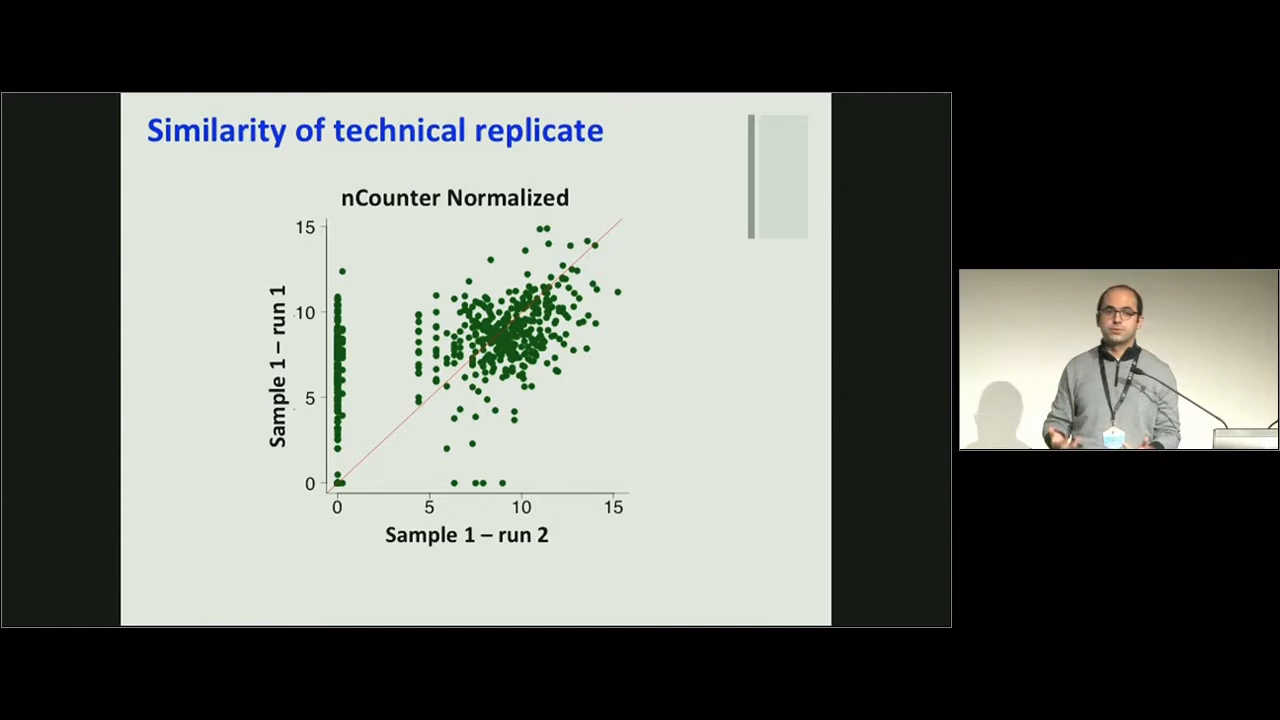 Similarity of technical replicate
nCounter Normalized
15
10
5
0
Sample 1 – run 1
0 5 10 15
Sample 1 – run 2